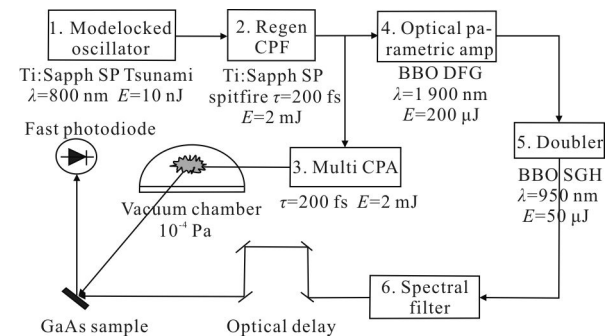 1. Modelocked
oscillator
Ti:Sapph SP Tsunami
λ=800 nm E=10 nJ
2. Regen
CPF
Ti:Sapph SP
spitfire τ=200 fs
E=2 mJ
4. Optical pa-
rametric amp
BBO DFG
λ=1 900 nm
E=200 μJ
Fast photodiode
3. Multi CPA
τ=200 fs E=2 mJ
5. Doubler
BBO SGH
λ=950 nm
E=50 μJ
Vacuum chamber
10⁻⁴ Pa
6. Spectral
filter
GaAs sample
Optical delay